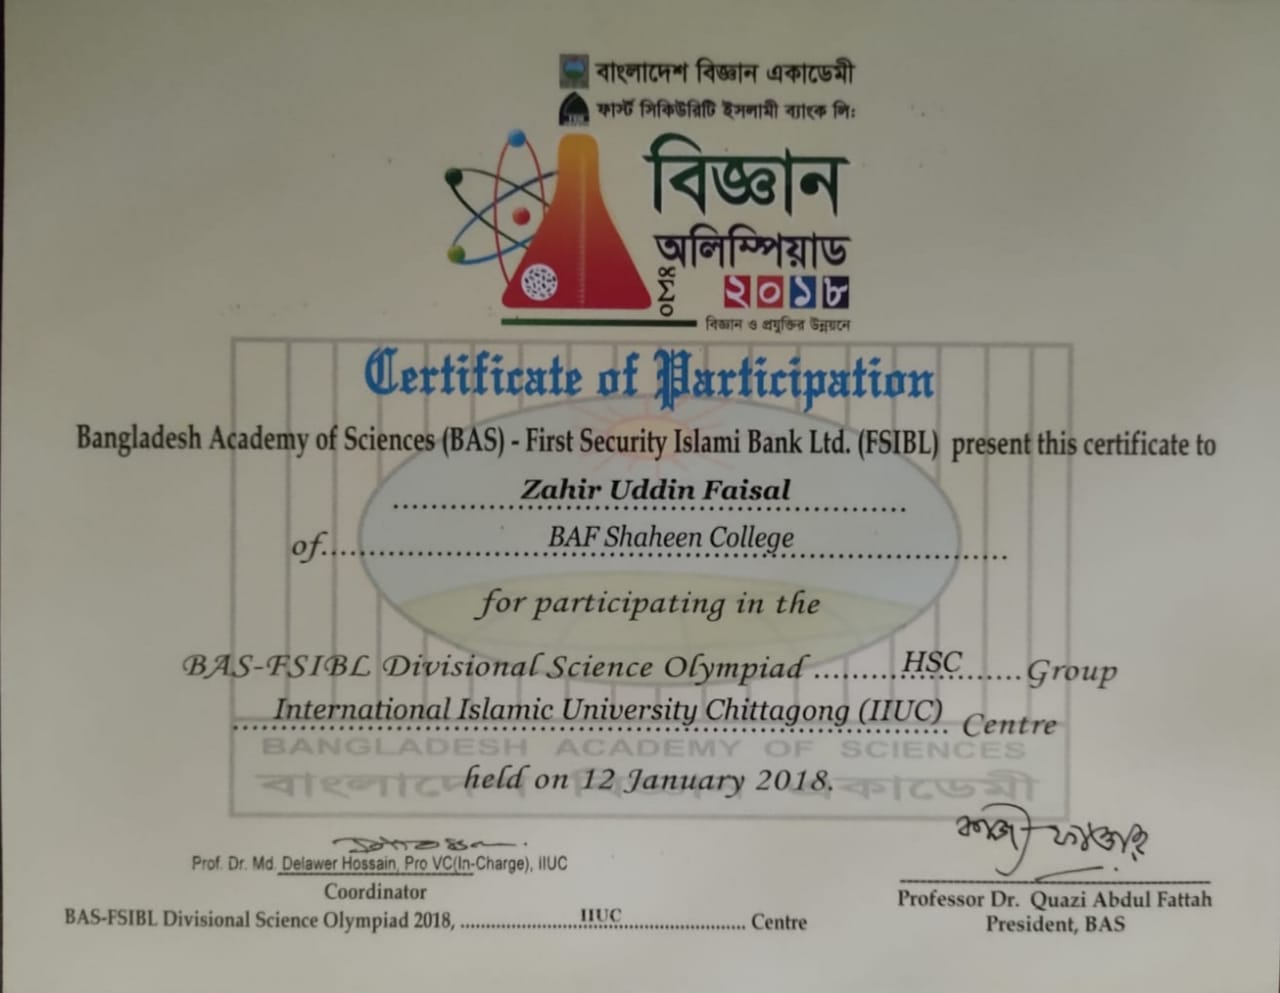 বাংলাদেশ বিজ্ঞান একাডেমী
ফার্স্ট সিকিউরিটি ইসলামী ব্যাংক লিঃ
বিজ্ঞান
অলিম্পিয়াড
২০১৮
বিজ্ঞান ও প্রযুক্তির উন্নয়নে
Certificate of Participation
Bangladesh Academy of Sciences (BAS) - First Security Islami Bank Ltd. (FSIBL) present this certificate to
Zahir Uddin Faisal
of BAF Shaheen College
for participating in the
BAS-FSIBL Divisional Science Olympiad HSC Group
International Islamic University Chittagong (IIUC) Centre
BANGLADESH ACADEMY OF SCIENCES
বাংলাদেশ বিজ্ঞান একাডেমী
held on 12 January 2018.
কাজী ফাত্তাহ
Prof. Dr. Md. Delawer Hossain, Pro VC(In-Charge), IIUC
Coordinator
BAS-FSIBL Divisional Science Olympiad 2018, IIUC Centre
Professor Dr. Quazi Abdul Fattah
President, BAS